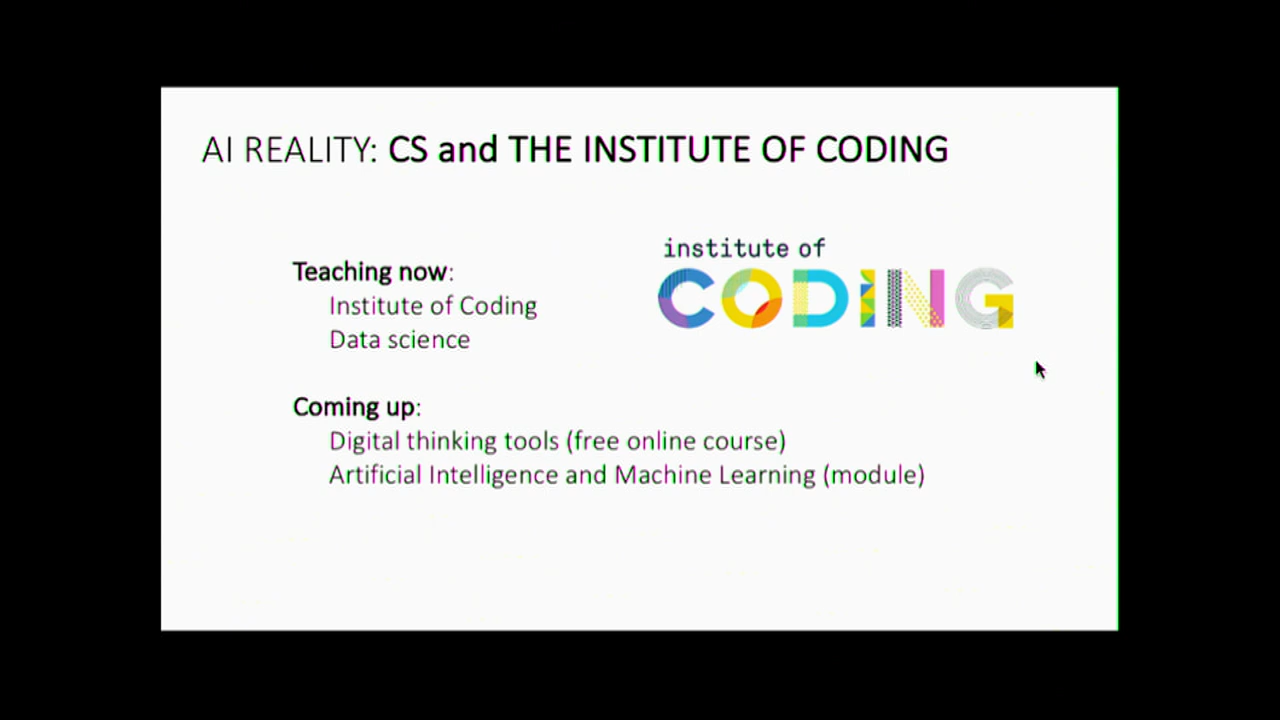 AI REALITY: CS and THE INSTITUTE OF CODING
institute of
CODING
Teaching now:
Institute of Coding
Data science
Coming up:
Digital thinking tools (free online course)
Artificial Intelligence and Machine Learning (module)